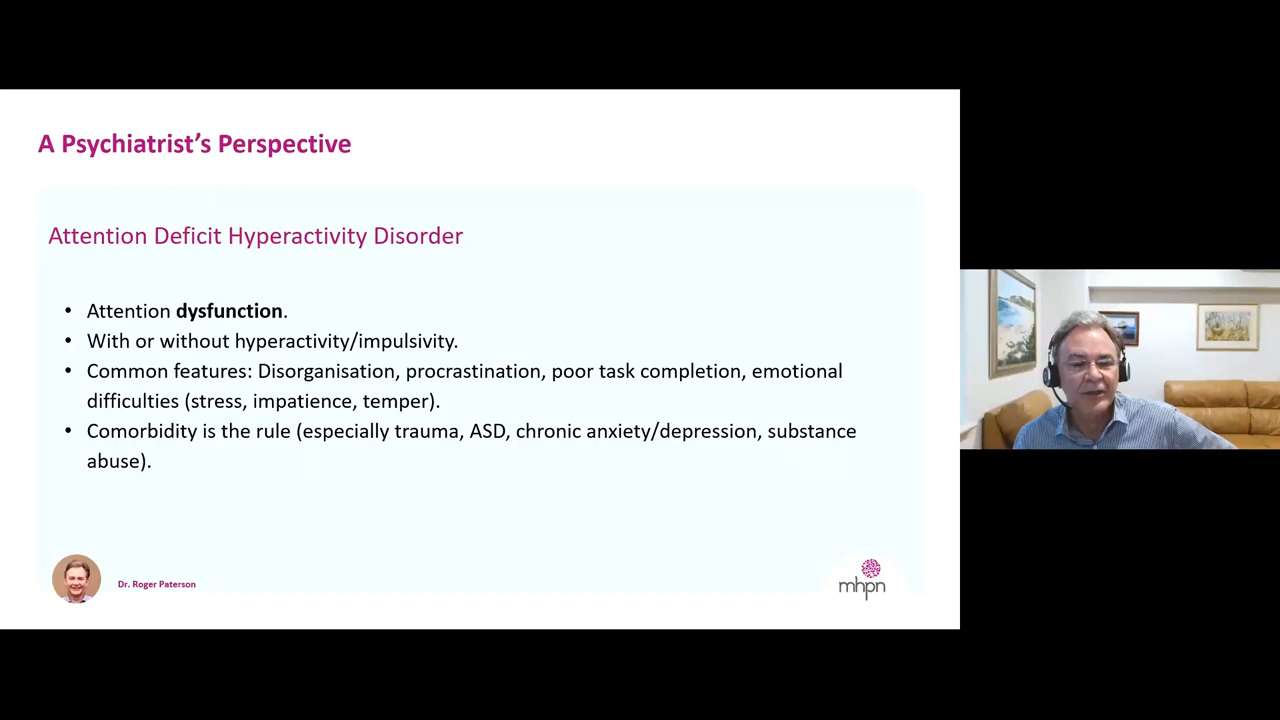 A Psychiatrist’s Perspective
Attention Deficit Hyperactivity Disorder
• Attention dysfunction.
• With or without hyperactivity/impulsivity.
• Common features: Disorganisation, procrastination, poor task completion, emotional
difficulties (stress, impatience, temper).
• Comorbidity is the rule (especially trauma, ASD, chronic anxiety/depression, substance
abuse).
Dr. Roger Paterson
mhpn